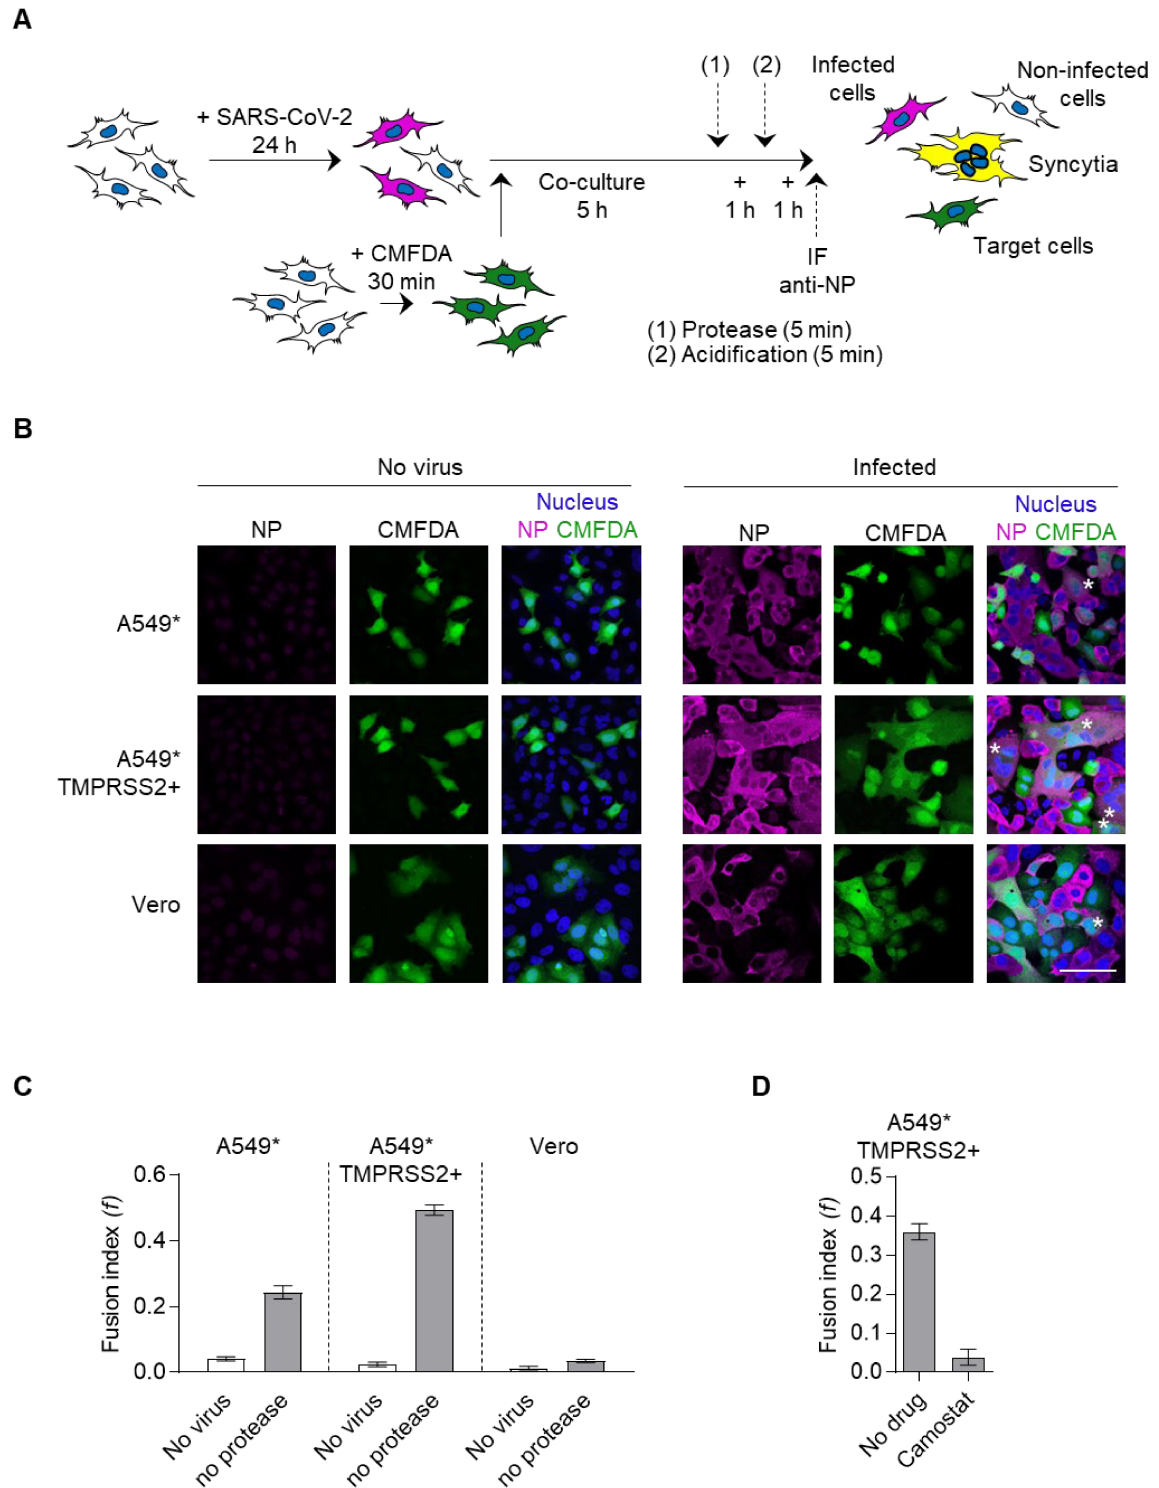 A
+ SARS-CoV-2
24 h
+ CMFDA
30 min
Co-culture
5 h
(1) (2)
+ +
1 h 1 h
IF
anti-NP
(1) Protease (5 min)
(2) Acidification (5 min)
Infected
cells
Non-infected
cells
Syncytia
Target cells
B
No virus
Infected
NP
CMFDA
Nucleus
NP CMFDA
NP
CMFDA
Nucleus
NP CMFDA
A549*
*
A549*
TMPRSS2+
*
*
*
*
Vero
*
C
A549*
A549*
TMPRSS2+
Vero
Fusion index (f)
0.6
0.4
0.2
0.0
No virus
no protease
No virus
no protease
No virus
no protease
D
A549*
TMPRSS2+
Fusion index (f)
0.5
0.4
0.3
0.2
0.1
0.0
No drug
Camostat